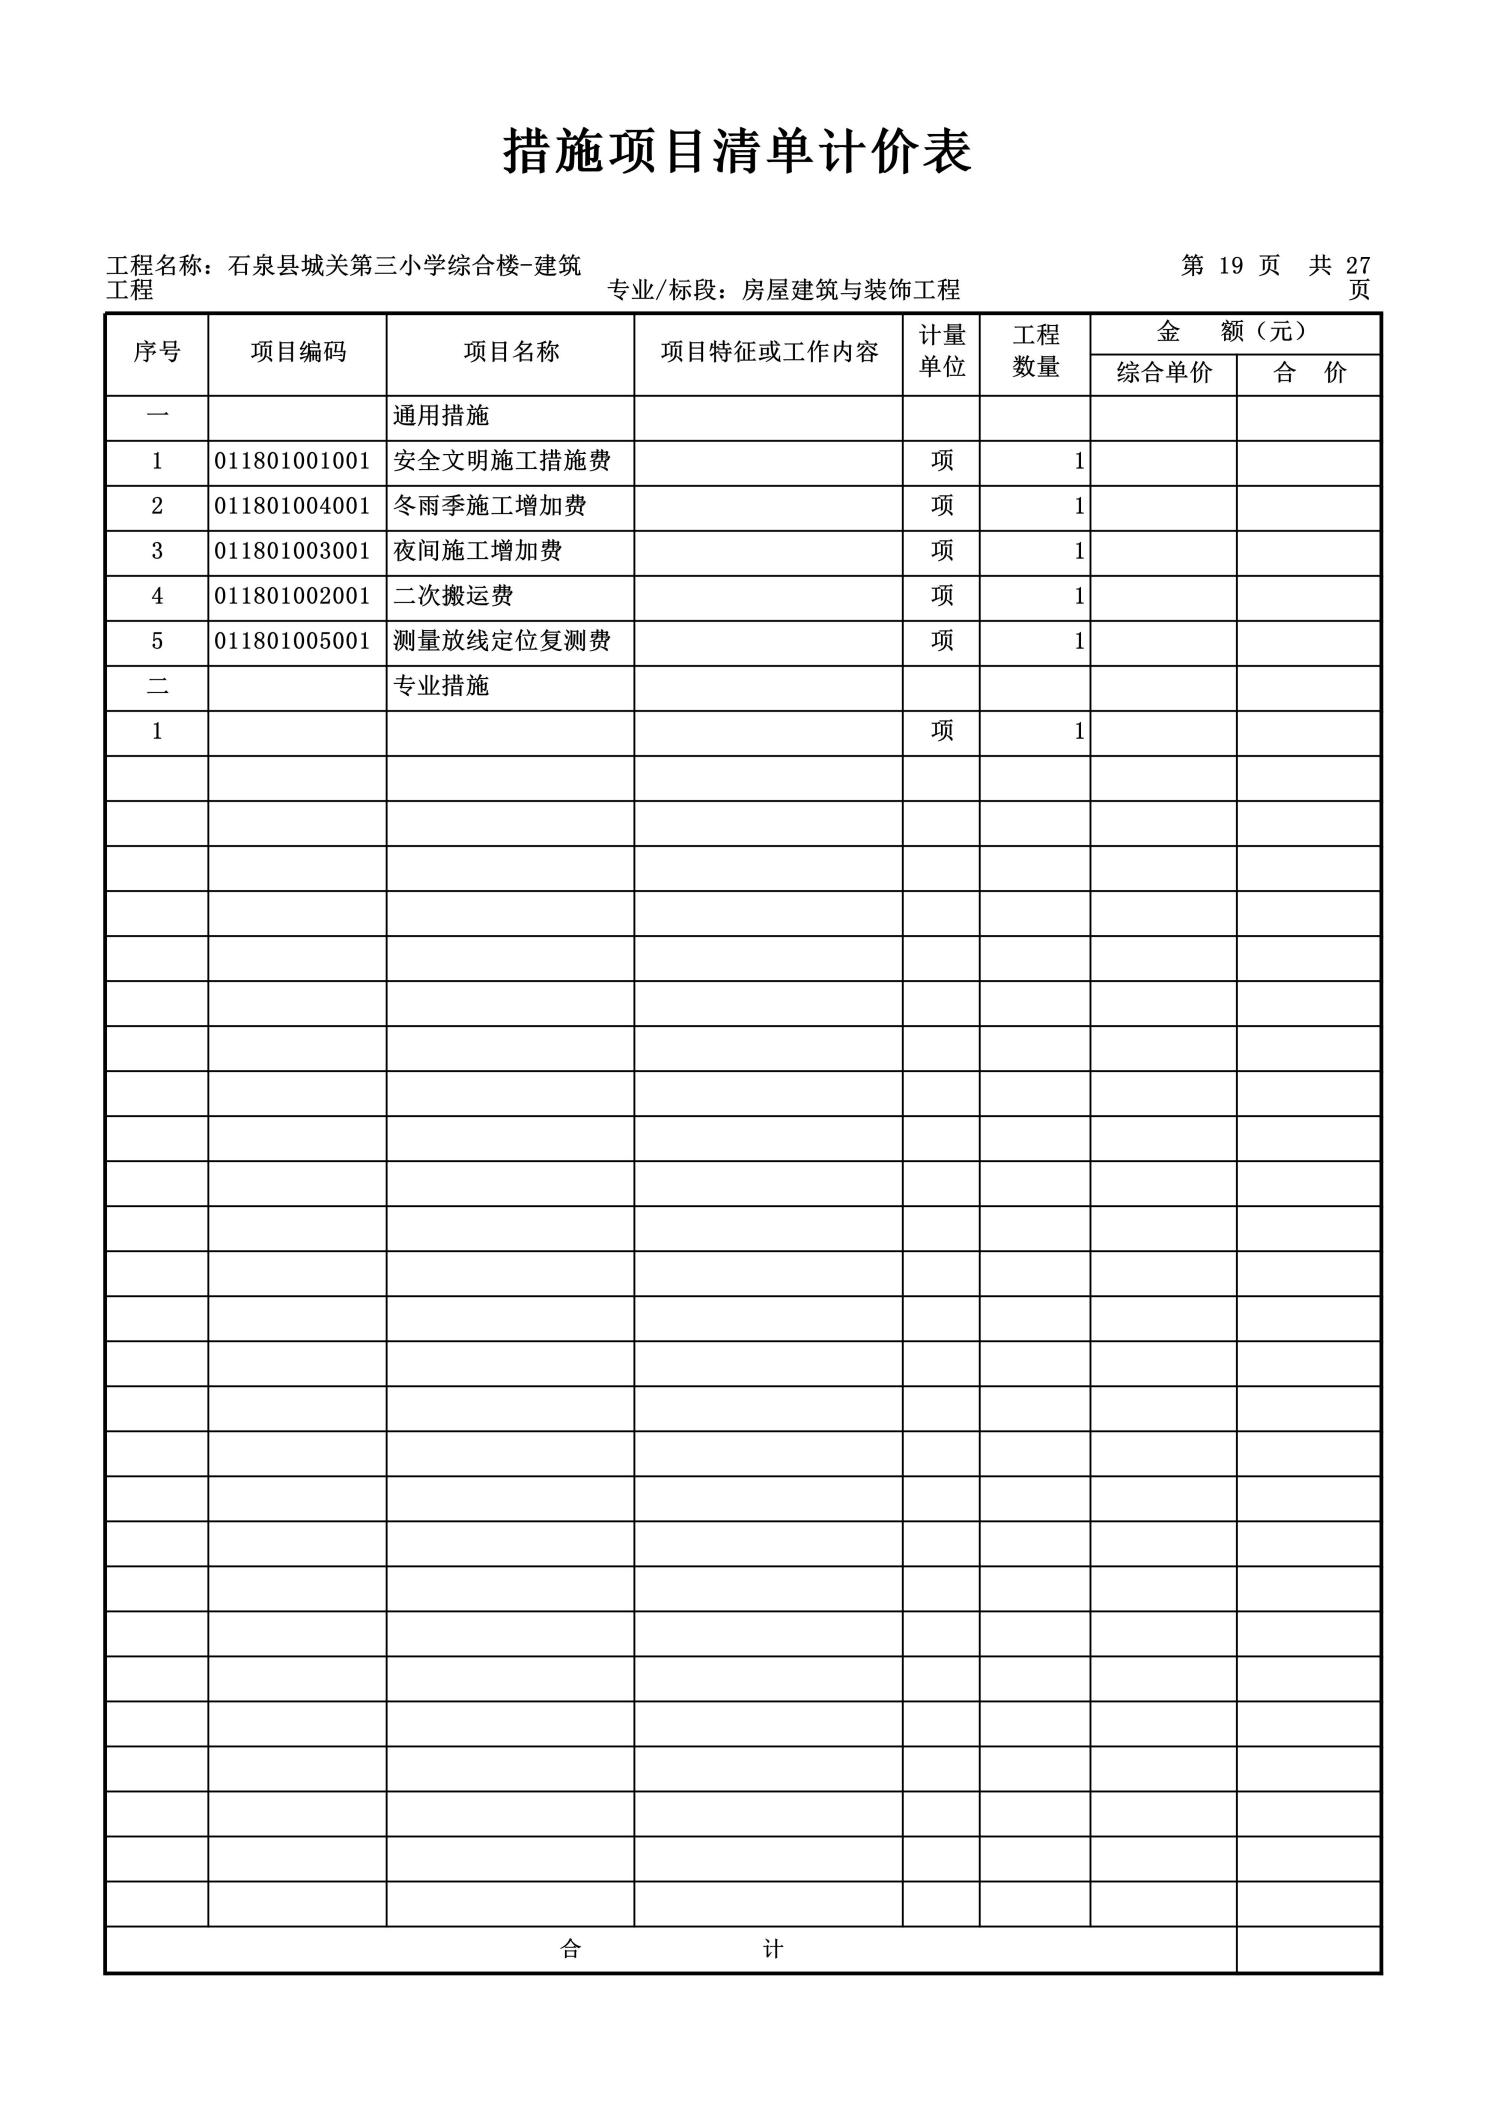 措施项目清单计价表
工程名称：石泉县城关第三小学综合楼-建筑
工程
专业/标段：房屋建筑与装饰工程
第 19 页 共 27
页
序号 项目编码 项目名称 项目特征或工作内容 计量单位 工程数量 金 额（元）
综合单价 合 价
一 通用措施
1 011801001001 安全文明施工措施费 项 1
2 011801004001 冬雨季施工增加费 项 1
3 011801003001 夜间施工增加费 项 1
4 011801002001 二次搬运费 项 1
5 011801005001 测量放线定位复测费 项 1
二 专业措施
1 项 1
合 计